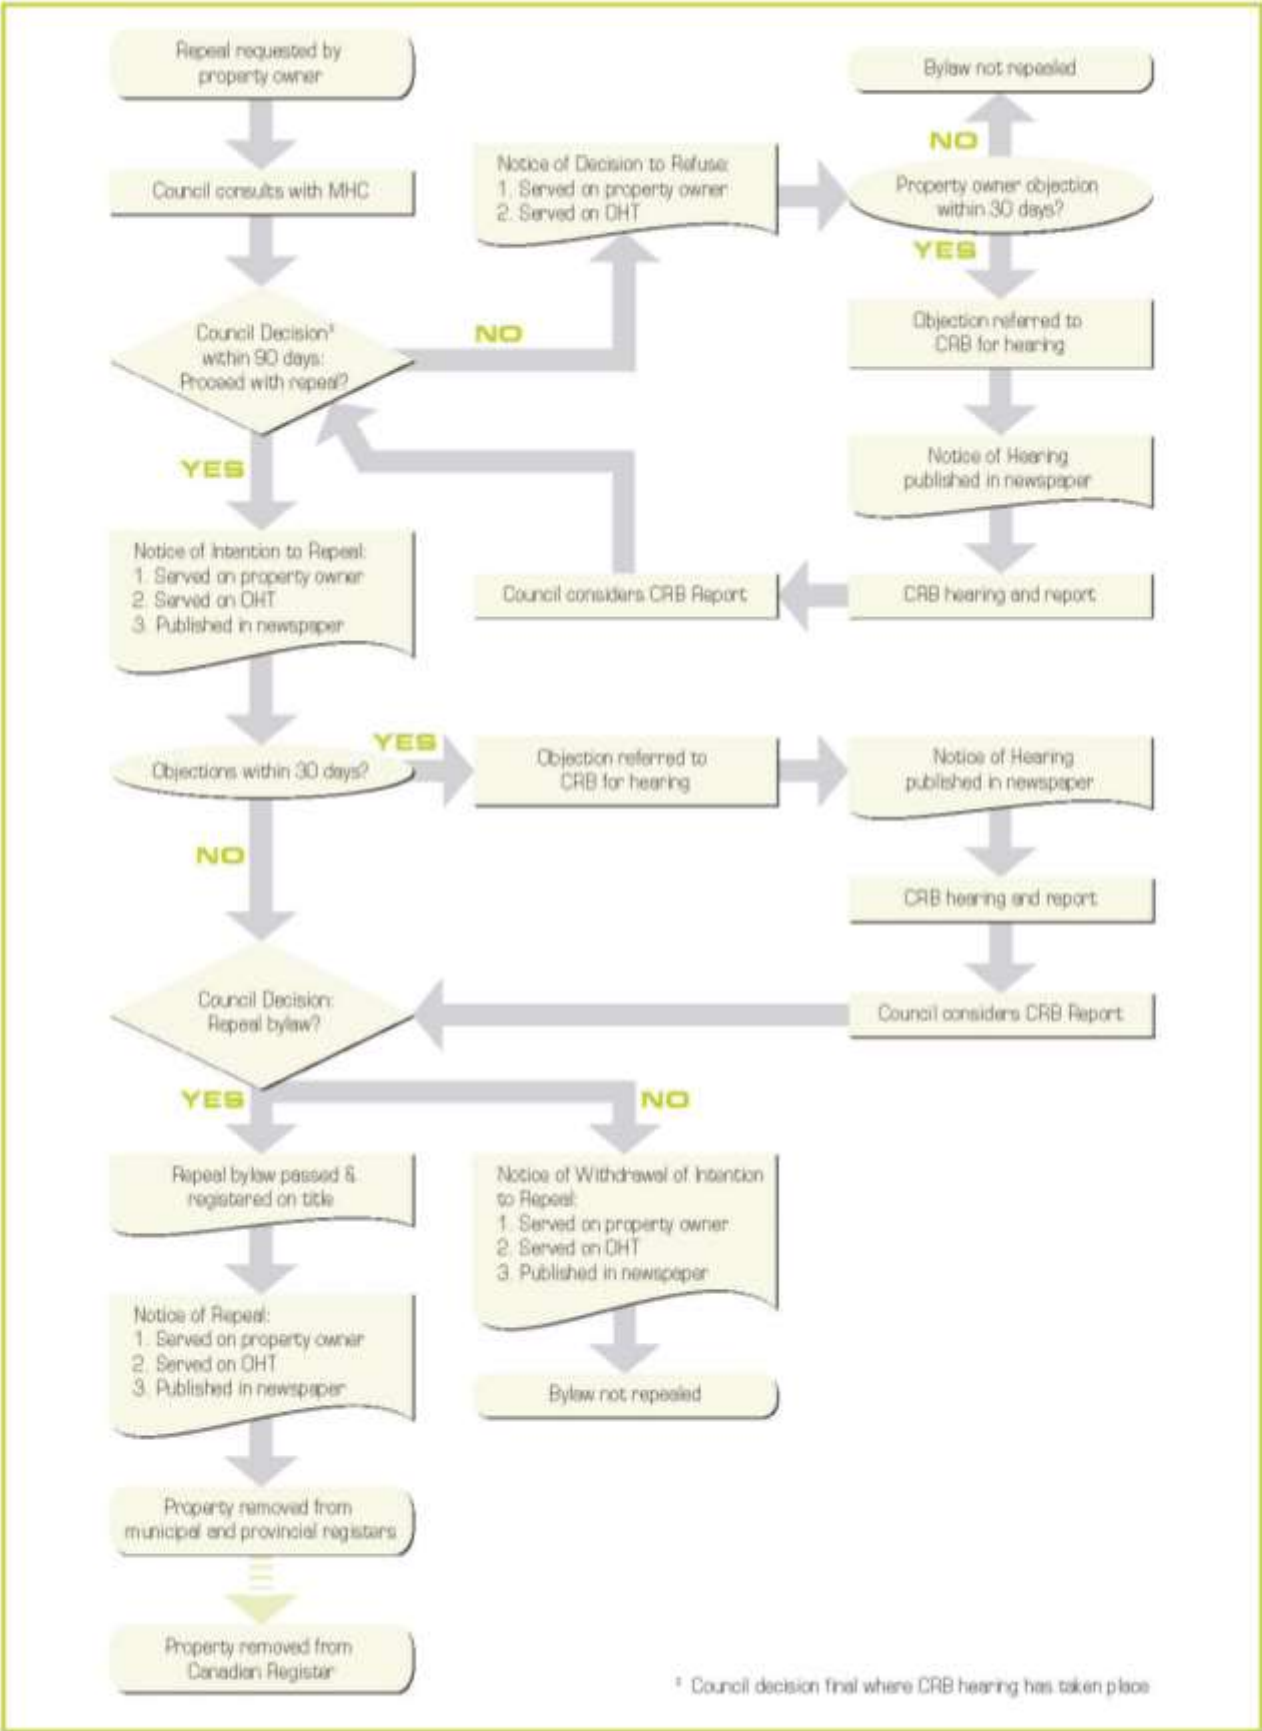 Repeal requested by
property owner
Council consults with MHC
Council Decision‡
within 90 days:
Proceed with repeal?
NO
Notice of Decision to Refuse:
1. Served on property owner
2. Served on OHT
Property owner objection
within 30 days?
NO
Bylaw not repealed
YES
Objection referred to
CRB for hearing
Notice of Hearing
published in newspaper
CRB hearing and report
Council considers CRB Report
YES
Notice of Intention to Repeal:
1. Served on property owner
2. Served on OHT
3. Published in newspaper
Objections within 30 days?
YES
Objection referred to
CRB for hearing
Notice of Hearing
published in newspaper
CRB hearing and report
Council considers CRB Report
NO
Council Decision:
Repeal bylaw?
YES
Repeal bylaw passed &
registered on title
Notice of Repeal:
1. Served on property owner
2. Served on OHT
3. Published in newspaper
Property removed from
municipal and provincial registers
Property removed from
Canadian Register
NO
Notice of Withdrawal of Intention
to Repeal:
1. Served on property owner
2. Served on OHT
3. Published in newspaper
Bylaw not repealed
‡ Council decision final where CRB hearing has taken place